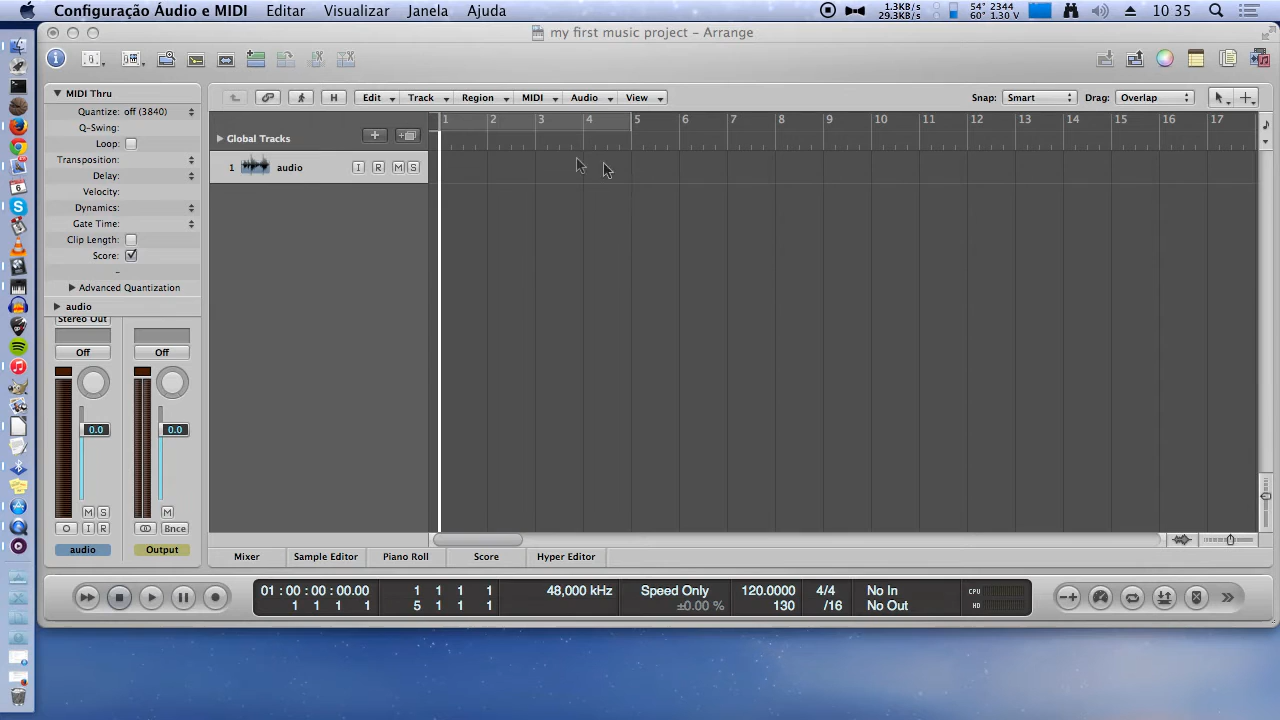 Configuração Áudio e MIDI Editar Visualizar Janela Ajuda 1.3KB/s 29.3KB/s 54° 2344 60° 1.30 V 10 35
my first music project – Arrange
MIDI Thru
Edit Track Region MIDI Audio View Snap: Smart Drag: Overlap
H
Quantize: off (3840)
Q-Swing:
Loop:
Transposition:
Delay:
Velocity:
Dynamics:
Gate Time:
Clip Length:
Score:
–
Advanced Quantization
audio
1 2 3 4 5 6 7 8 9 10 11 12 13 14 15 16 17
Global Tracks
1 audio I R M S
Stereo Out
Off Off
0.0 0.0
M S M
I R Bnce
audio Output
Mixer Sample Editor Piano Roll Score Hyper Editor
01 : 00 : 00 : 00.00 1 1 1 1 48,000 kHz Speed Only 120.0000 4/4 No In CPU
1 1 1 1 5 1 1 1 ±0.00 % 130 /16 No Out HD